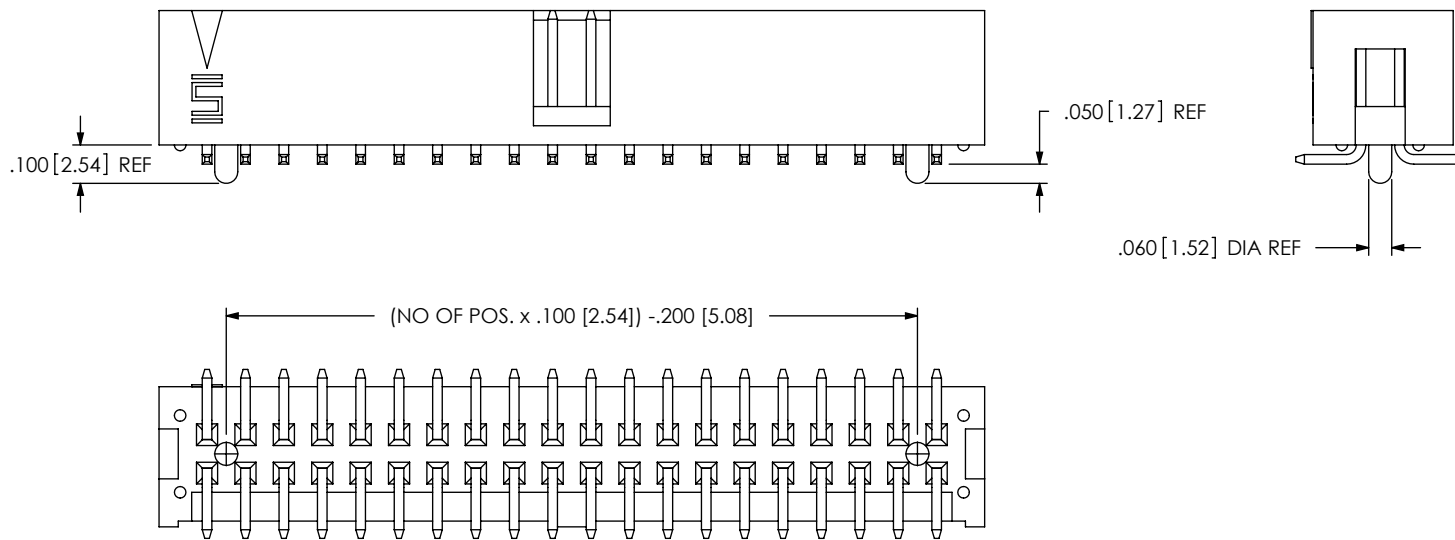 .050 [1.27] REF
.100 [2.54] REF
.060 [1.52] DIA REF
(NO OF POS. x .100 [2.54]) -.200 [5.08]